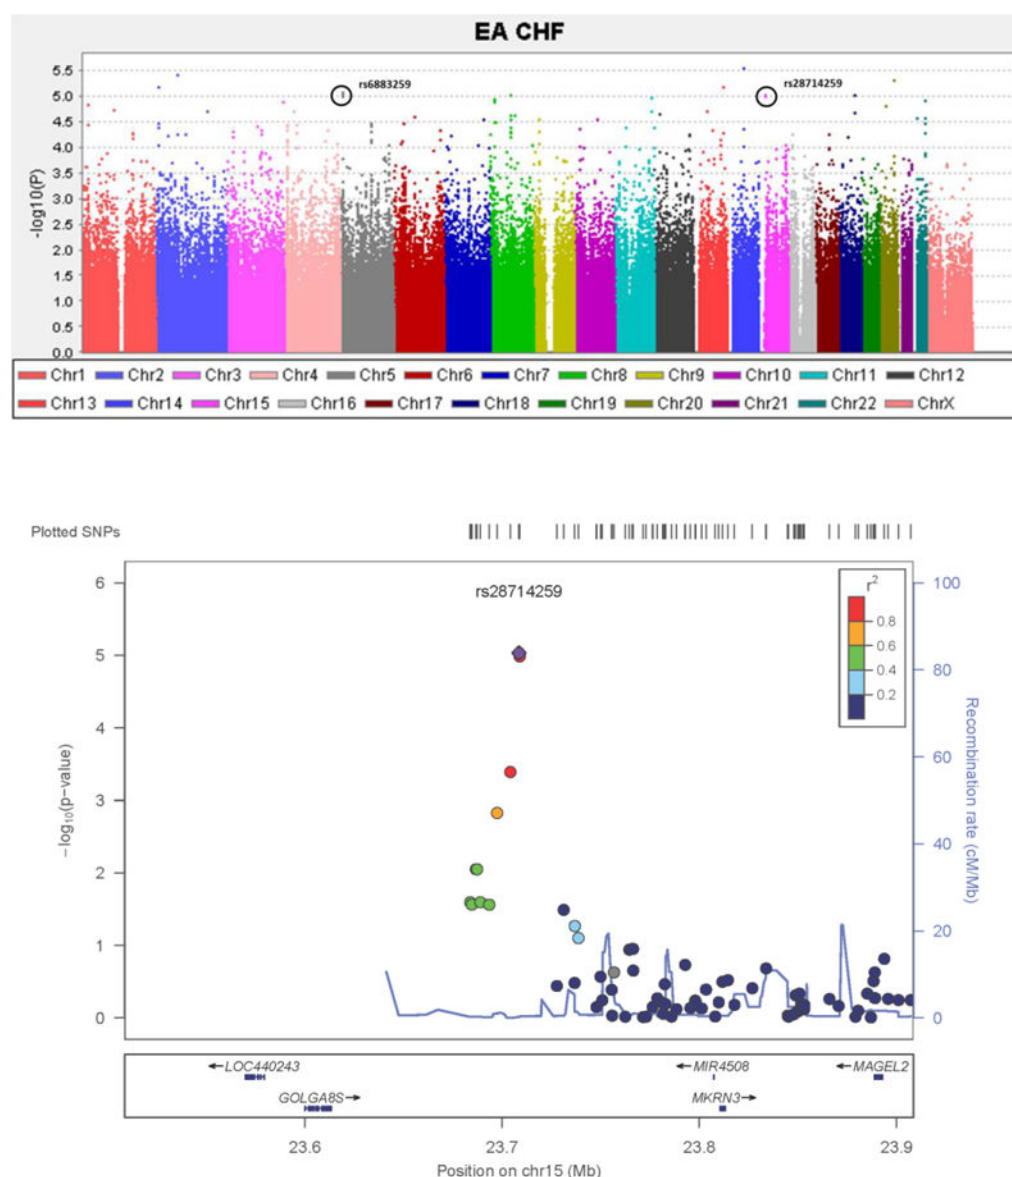 EA CHF
-log10(P)
5.5
5.0
4.5
4.0
3.5
3.0
2.5
2.0
1.5
1.0
0.5
0.0
rs6883259
rs28714259
Chr1 Chr2 Chr3 Chr4 Chr5 Chr6 Chr7 Chr8 Chr9 Chr10 Chr11 Chr12
Chr13 Chr14 Chr15 Chr16 Chr17 Chr18 Chr19 Chr20 Chr21 Chr22 ChrX
Plotted SNPs
−log10(p-value)
6
5
4
3
2
1
0
rs28714259
r2
0.8
0.6
0.4
0.2
100
80
60
40
20
0
Recombination rate (cM/Mb)
←LOC440243
GOLGA8S→
←MIR4508
MKRN3→
←MAGEL2
23.6 23.7 23.8 23.9
Position on chr15 (Mb)